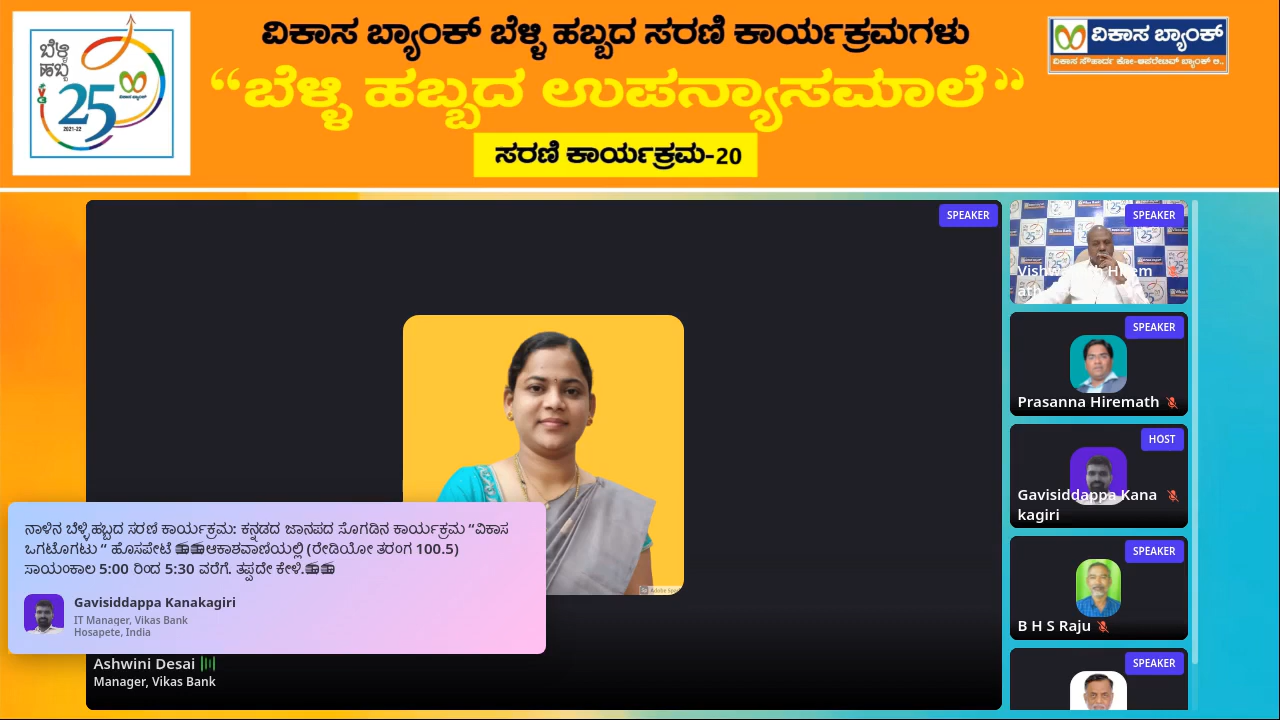 ವಿಕಾಸ ಬ್ಯಾಂಕ್ ಬೆಳ್ಳಿ ಹಬ್ಬದ ಸರಣಿ ಕಾರ್ಯಕ್ರಮಗಳು
“ಬೆಳ್ಳಿ ಹಬ್ಬದ ಉಪನ್ಯಾಸಮಾಲೆ”
ಸರಣಿ ಕಾರ್ಯಕ್ರಮ-20
ಬೆಳ್ಳಿ
ಹಬ್ಬ
25
2021-22
ವಿಕಾಸ ಬ್ಯಾಂಕ್
ವಿಕಾಸ ಸೌಹಾರ್ದ ಕೋ-ಆಪರೇಟಿವ್ ಬ್ಯಾಂಕ್ ಲಿ..
SPEAKER
ನಾಳಿನ ಬೆಳ್ಳಿ ಹಬ್ಬದ ಸರಣಿ ಕಾರ್ಯಕ್ರಮ: ಕನ್ನಡದ ಜಾನಪದ ಸೊಗಡಿನ ಕಾರ್ಯಕ್ರಮ “ವಿಕಾಸ
ಒಗಟೊಗಟು “ ಹೊಸಪೇಟೆ 📻📻ಆಕಾಶವಾಣಿಯಲ್ಲಿ (ರೇಡಿಯೋ ತರಂಗ 100.5)
ಸಾಯಂಕಾಲ 5:00 ರಿಂದ 5:30 ವರೆಗೆ. ತಪ್ಪದೇ ಕೇಳಿ.📻📻
Gavisiddappa Kanakagiri
IT Manager, Vikas Bank
Hosapete, India
Ashwini Desai
Manager, Vikas Bank
SPEAKER
SPEAKER
Prasanna Hiremath
HOST
Gavisiddappa Kana
kagiri
SPEAKER
B H S Raju
SPEAKER